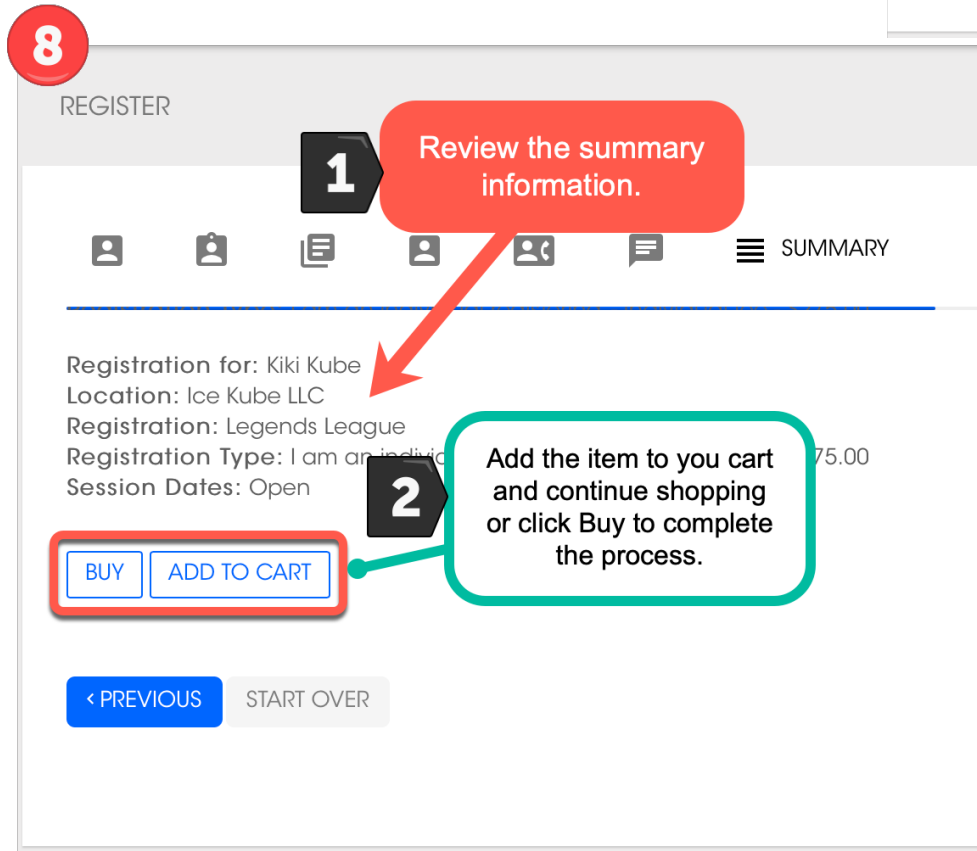 8
REGISTER
1
Review the summary
information.
SUMMARY
Registration for: Kiki Kube
Location: Ice Kube LLC
Registration: Legends League
Registration Type: I am an 75.00
Session Dates: Open
2
Add the item to you cart
and continue shopping
or click Buy to complete
the process.
BUY
ADD TO CART
< PREVIOUS
START OVER